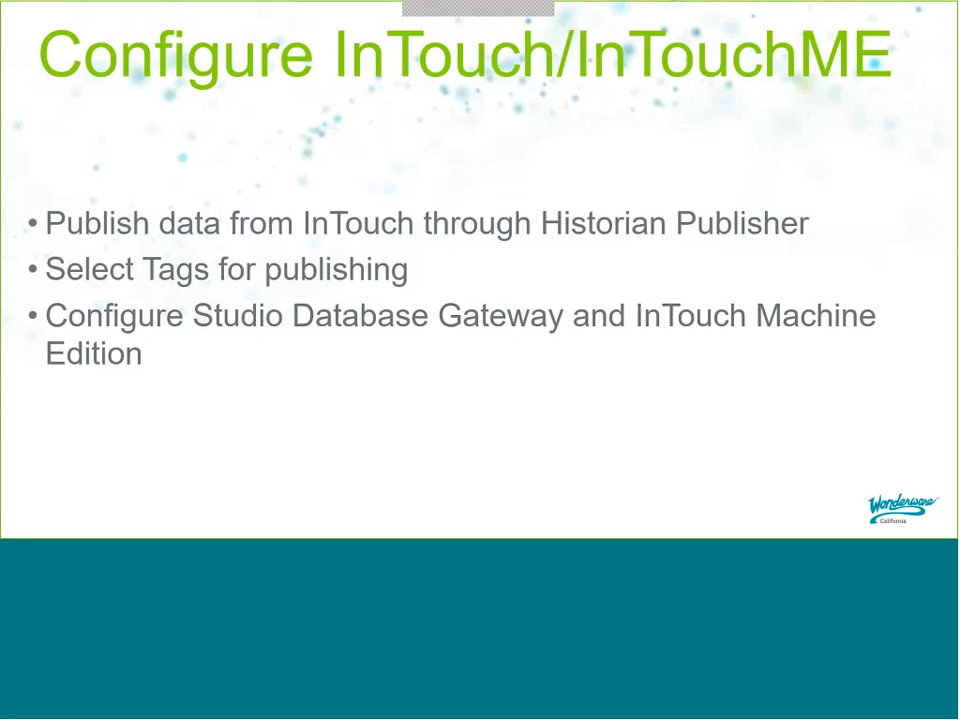 Configure InTouch/InTouchME
• Publish data from InTouch through Historian Publisher
• Select Tags for publishing
• Configure Studio Database Gateway and InTouch Machine
Edition
Wonderware
California